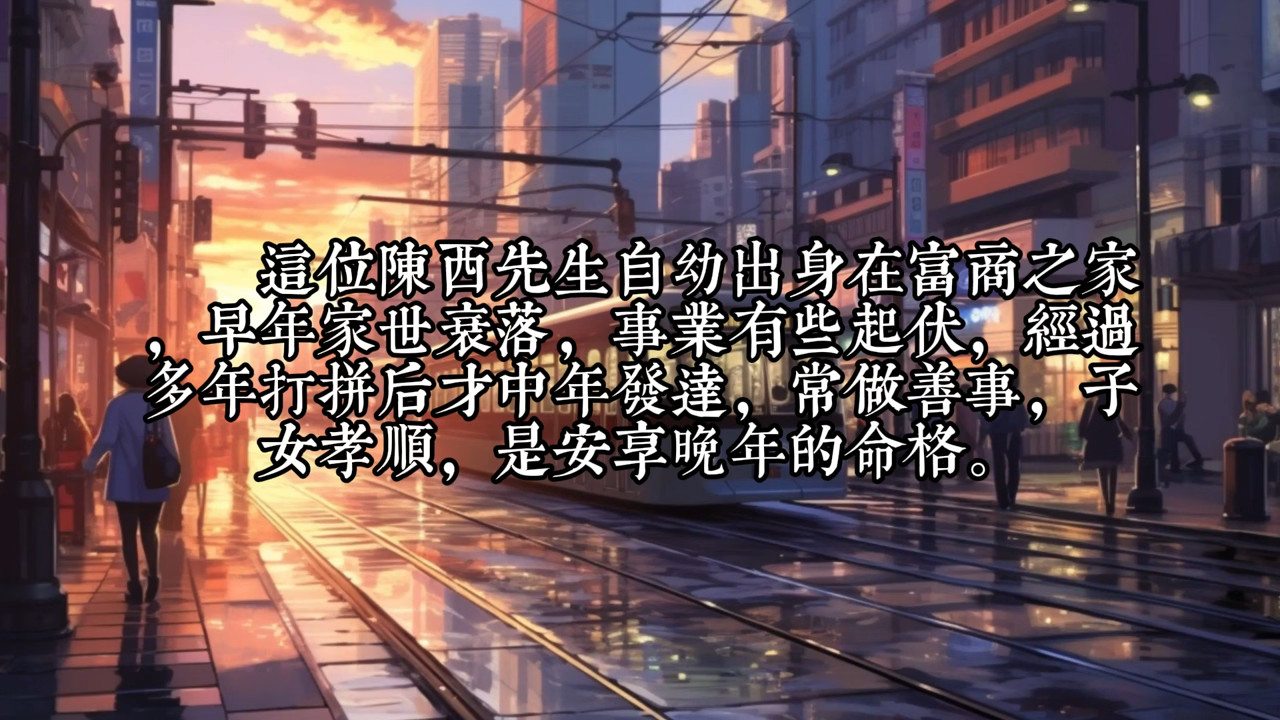 這位陳西先生自幼出身在富商之家
，早年家世衰落，事業有些起伏，經過
多年打拼后才中年發達，常做善事，子
女孝順，是安享晚年的命格。